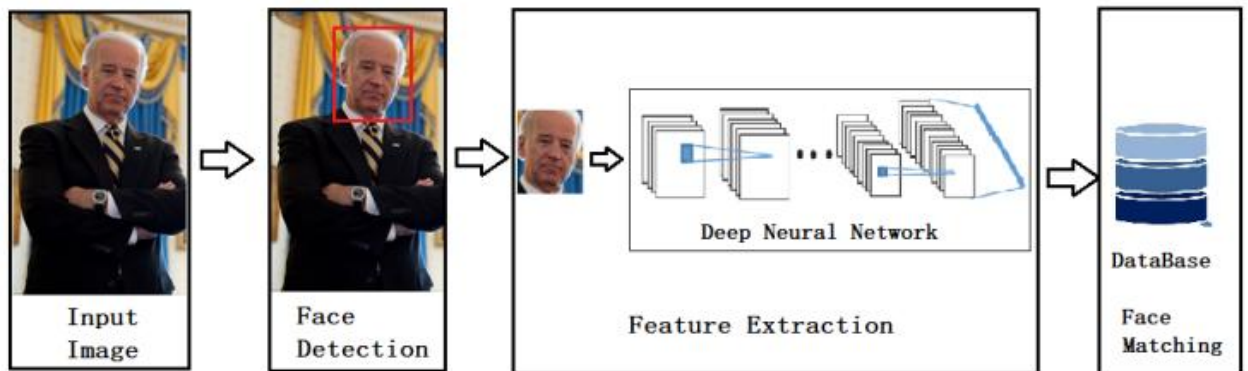 Input
Image
Face
Detection
Deep Neural Network
Feature Extraction
DataBase
Face
Matching